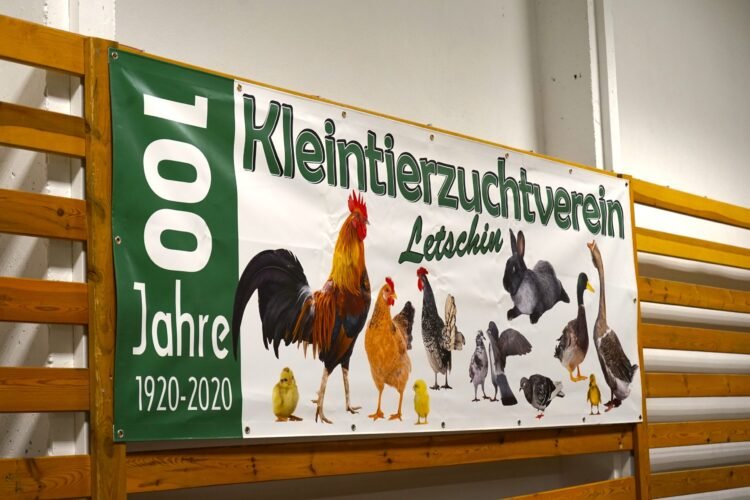 100
Jahre
1920-2020
Kleintierzuchtverein
Letschin